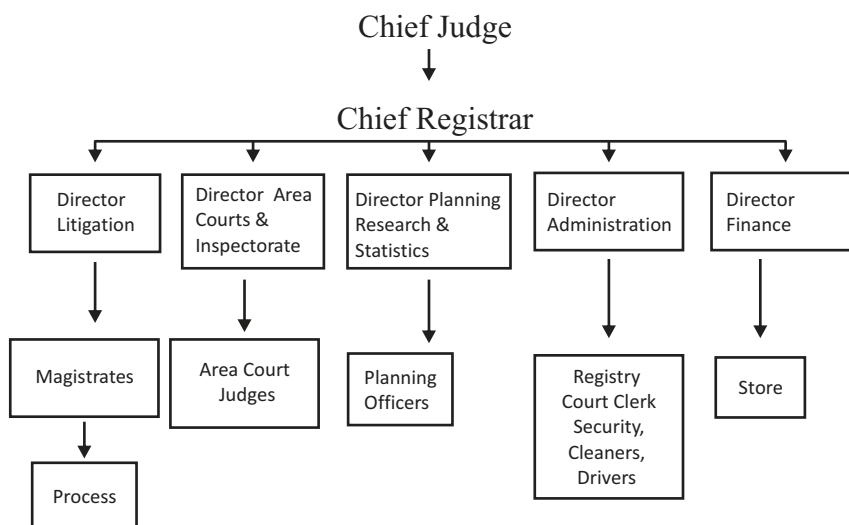 Chief Judge
Chief Registrar
Director
Litigation
Director Area
Courts &
Inspectorate
Director Planning
Research &
Statistics
Director
Administration
Director
Finance
Magistrates
Area Court
Judges
Planning
Officers
Registry
Court Clerk
Security,
Cleaners,
Drivers
Store
Process